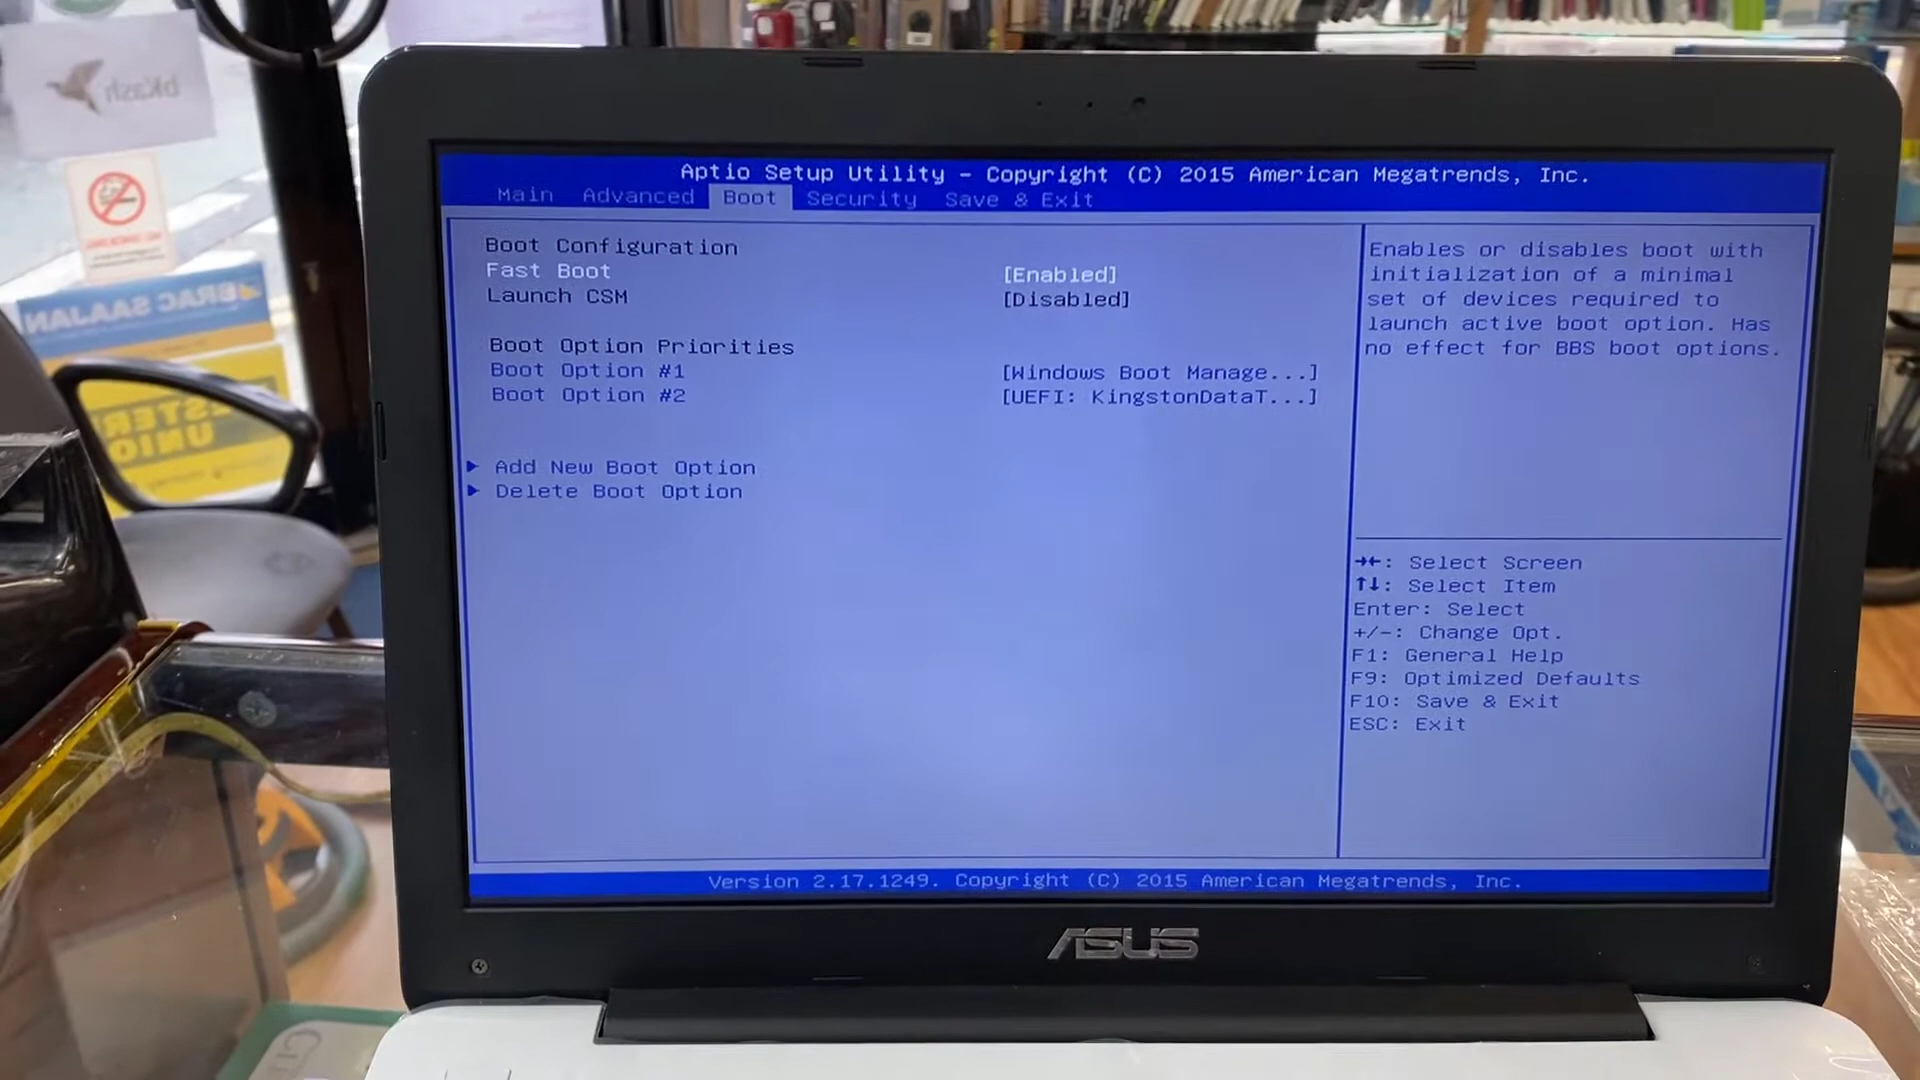 bKash
BRAC SAAJAN
WESTERN
UNION
Aptio Setup Utility – Copyright (C) 2015 American Megatrends, Inc.
Main Advanced Boot Security Save & Exit
Boot Configuration
Fast Boot [Enabled]
Launch CSM [Disabled]
Boot Option Priorities
Boot Option #1 [Windows Boot Manage...]
Boot Option #2 [UEFI: KingstonDataT...]
Add New Boot Option
Delete Boot Option
Enables or disables boot with
initialization of a minimal
set of devices required to
launch active boot option. Has
no effect for BBS boot options.
→←: Select Screen
↑↓: Select Item
Enter: Select
+/–: Change Opt.
F1: General Help
F9: Optimized Defaults
F10: Save & Exit
ESC: Exit
Version 2.17.1249. Copyright (C) 2015 American Megatrends, Inc.
ASUS